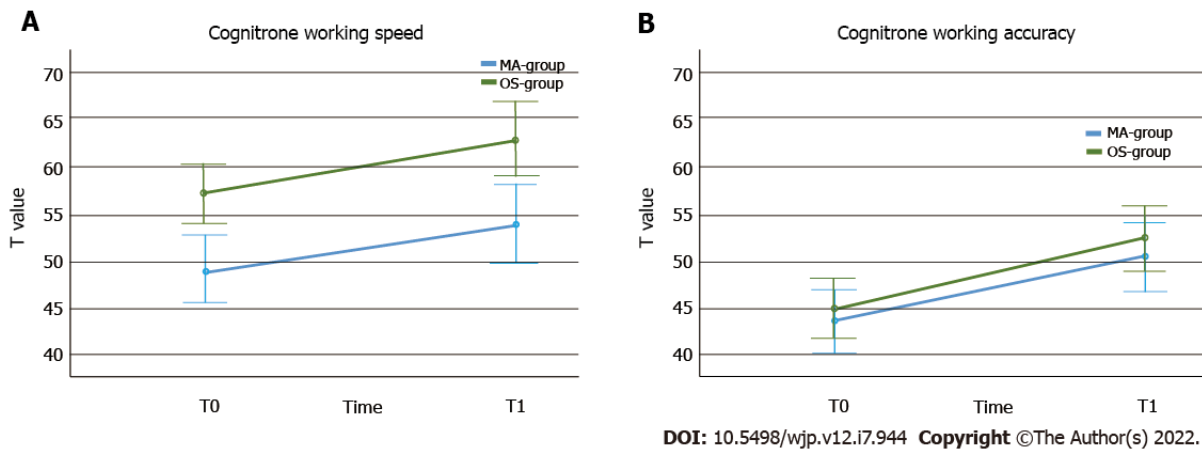 A
Cognitrone working speed
MA-group
OS-group
70
65
60
55
50
45
40
T value
T0 Time T1
B
Cognitrone working accuracy
MA-group
OS-group
70
65
60
55
50
45
40
T value
T0 Time T1
DOI: 10.5498/wjp.v12.i7.944 Copyright ©The Author(s) 2022.